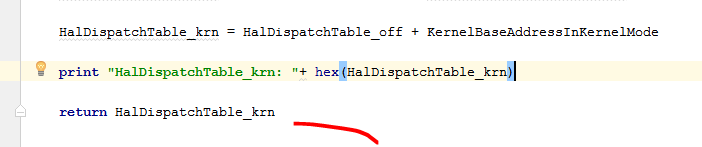 HalDispatchTable_krn = HalDispatchTable_off + KernelBaseAddressInKernelMode
print "HalDispatchTable_krn: "+ hex(HalDispatchTable_krn)
return HalDispatchTable_krn